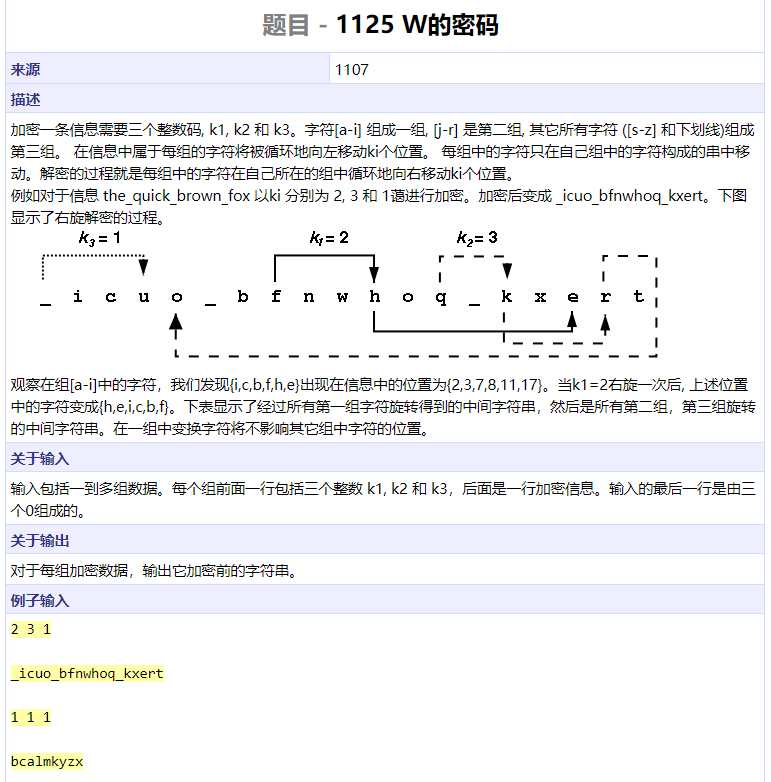 题目 - 1125 W的密码
来源 1107
描述
加密一条信息需要三个整数码, k1, k2 和 k3。字符[a-i] 组成一组, [j-r] 是第二组, 其它所有字符 ([s-z] 和下划线)组成
第三组。 在信息中属于每组的字符将被循环地向左移动ki个位置。 每组中的字符只在自己组中的字符构成的串中移
动。解密的过程就是每组中的字符在自己所在的组中循环地向右移动ki个位置。
例如对于信息 the_quick_brown_fox 以ki 分别为 2, 3 和 1蔼进行加密。加密后变成 _icuo_bfnwhoq_kxert。下图
显示了右旋解密的过程。
k3 = 1 k1 = 2 k2 = 3
_ i c u o _ b f n w h o q _ k x e r t
观察在组[a-i]中的字符，我们发现{i,c,b,f,h,e}出现在信息中的位置为{2,3,7,8,11,17}。当k1=2右旋一次后, 上述位置
中的字符变成{h,e,i,c,b,f}。下表显示了经过所有第一组字符旋转得到的中间字符串，然后是所有第二组，第三组旋转
的中间字符串。在一组中变换字符将不影响其它组中字符的位置。
关于输入
输入包括一到多组数据。每个组前面一行包括三个整数 k1, k2 和 k3，后面是一行加密信息。输入的最后一行是由三
个0组成的。
关于输出
对于每组加密数据，输出它加密前的字符串。
例子输入
2 3 1
_icuo_bfnwhoq_kxert
1 1 1
bcalmkyzx